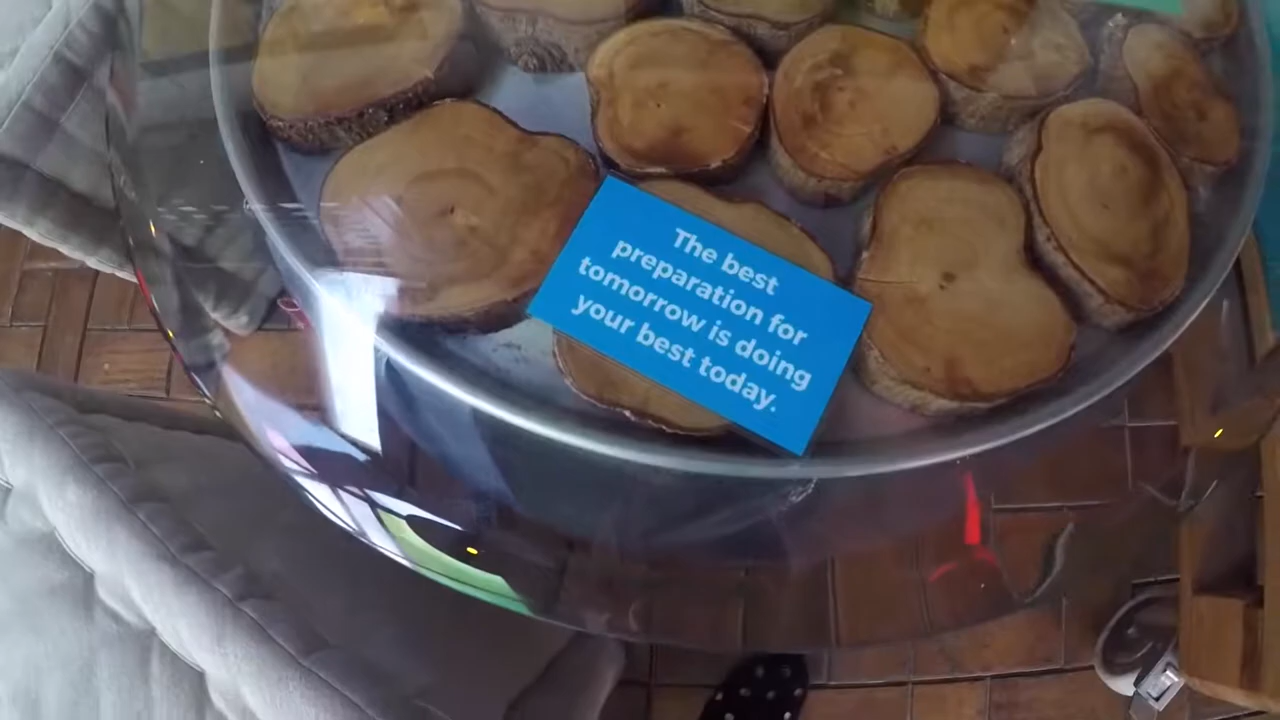 The best
preparation for
tomorrow is doing
your best today.